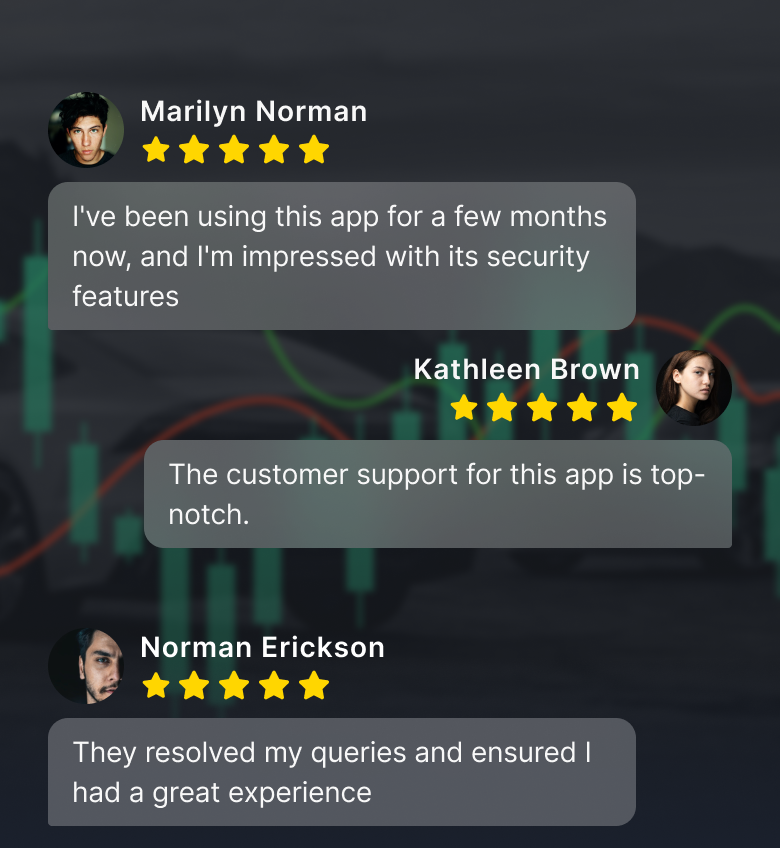 Marilyn Norman
I've been using this app for a few months
now, and I'm impressed with its security
features
Kathleen Brown
The customer support for this app is top-
notch.
Norman Erickson
They resolved my queries and ensured I
had a great experience